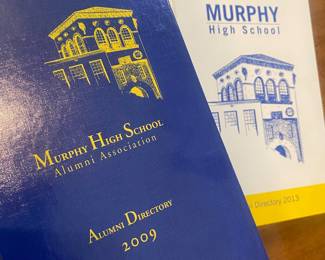 MURPHY HIGH SCHOOL
Alumni Association
ALUMNI DIRECTORY
2009
MURPHY
High School
Directory 2013